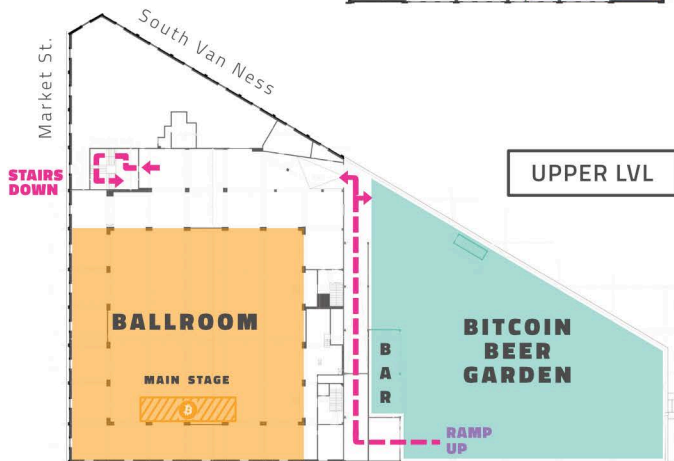 South Van Ness
Market St.
STAIRS
DOWN
UPPER LVL
BALLROOM
MAIN STAGE
BITCOIN
BEER
GARDEN
B
A
R
RAMP
UP